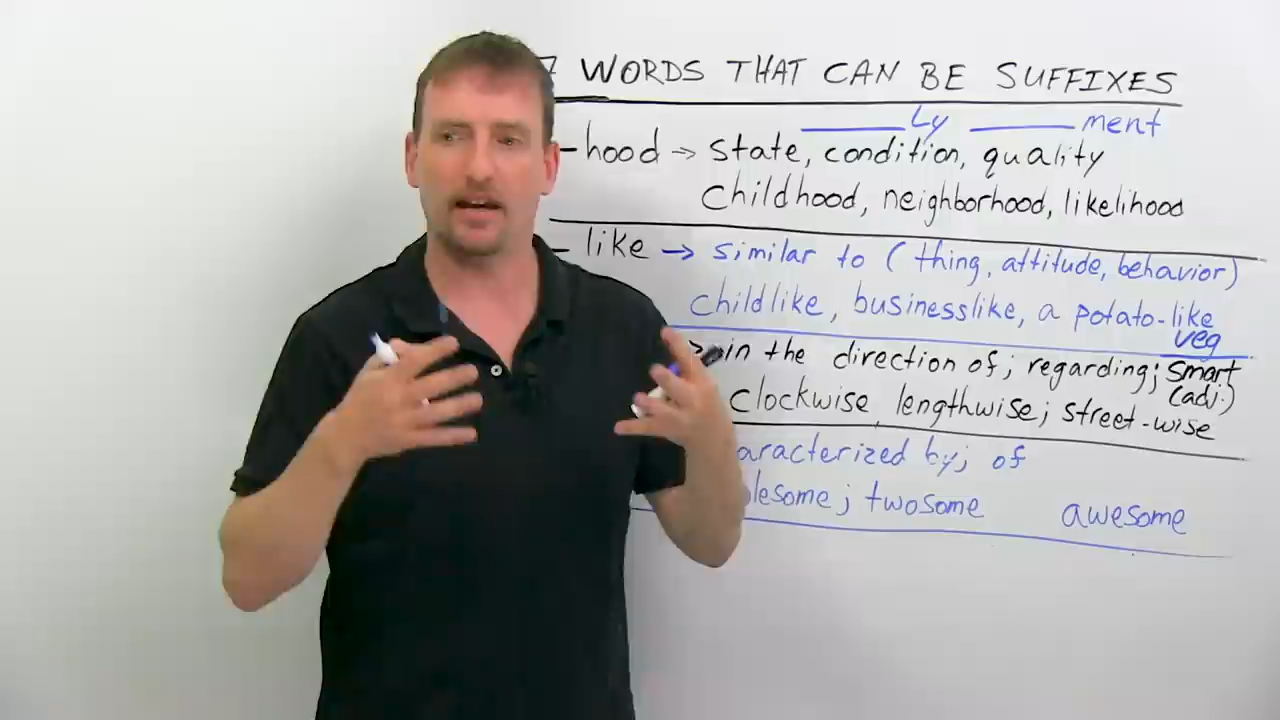 7 WORDS THAT CAN BE SUFFIXES
ly ment
-hood → state, condition, quality
childhood, neighborhood, likelihood
- like → similar to (thing, attitude, behavior)
childlike, businesslike, a potato-like
veg
in the direction of; regarding; smart
(adj.)
clockwise, lengthwise; street-wise
by; of
twosome awesome